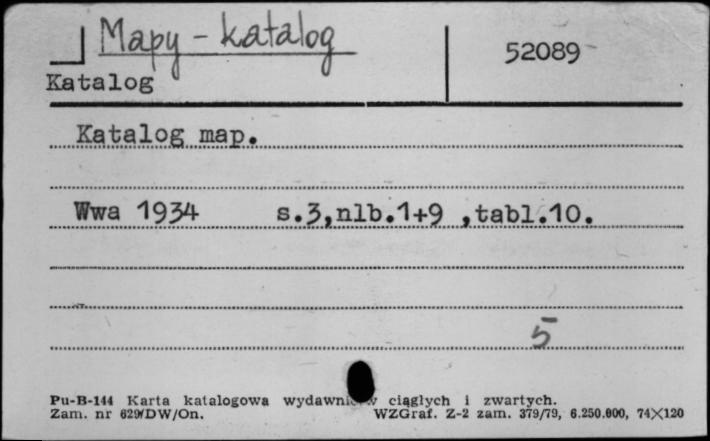 Mapy - katalog
52089
Katalog
Katalog map.
Wwa 1934 s.3,nlb.1+9 ,tabl.10.
5
Pu-B-144 Karta katalogowa ciągłych i zwartych.
Zam. nr 629/DW/On. WZGraf. Z-2 zam. 379/79, 6.250.000, 74X120